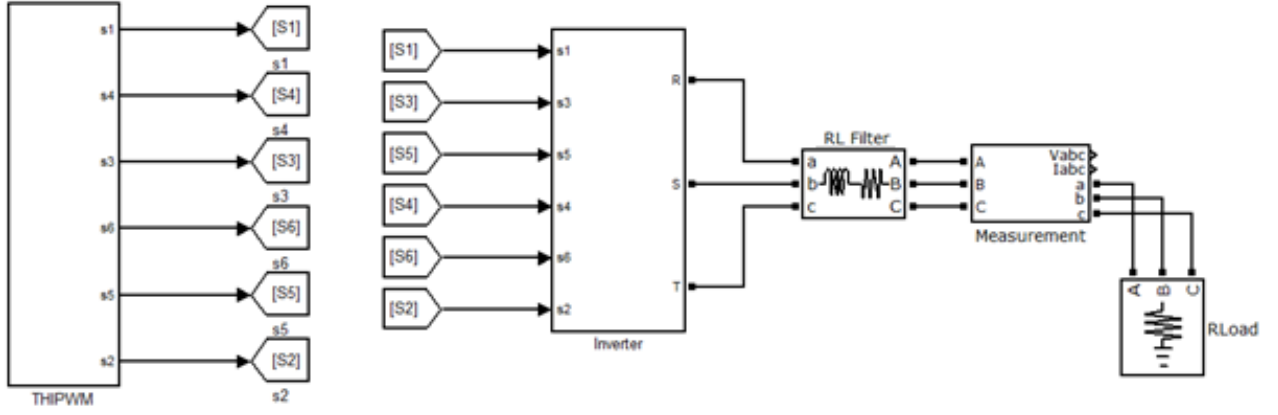 s1
[S1]
s1
s4
[S4]
s4
s3
[S3]
s3
s6
[S6]
s6
s5
[S5]
s5
s2
[S2]
s2
THIPWM
[S1]
s1
[S3]
s3
[S5]
s5
[S4]
s4
[S6]
s6
[S2]
s2
R
S
T
Inverter
RL Filter
a
A
b
B
c
C
A
B
C
Vabc
Iabc
a
b
c
Measurement
A
B
C
RLoad